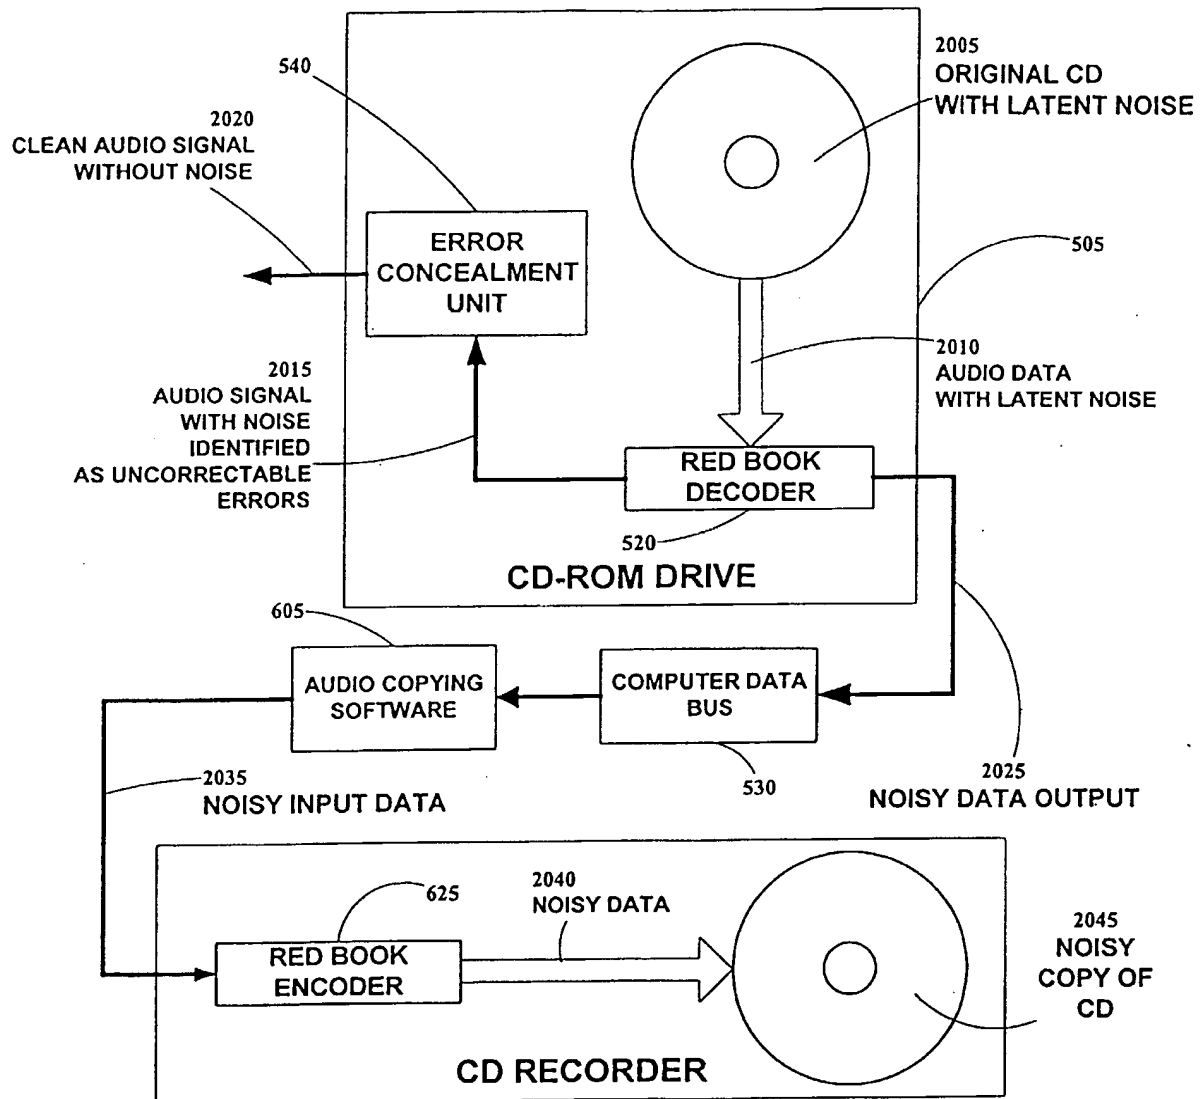 2005
ORIGINAL CD
WITH LATENT NOISE
540
2020
CLEAN AUDIO SIGNAL
WITHOUT NOISE
ERROR
CONCEALMENT
UNIT
505
2010
AUDIO DATA
WITH LATENT NOISE
2015
AUDIO SIGNAL
WITH NOISE
IDENTIFIED
AS UNCORRECTABLE
ERRORS
RED BOOK
DECODER
520
CD-ROM DRIVE
605
AUDIO COPYING
SOFTWARE
COMPUTER DATA
BUS
530
2025
NOISY DATA OUTPUT
2035
NOISY INPUT DATA
625
2040
NOISY DATA
RED BOOK
ENCODER
2045
NOISY
COPY OF
CD
CD RECORDER